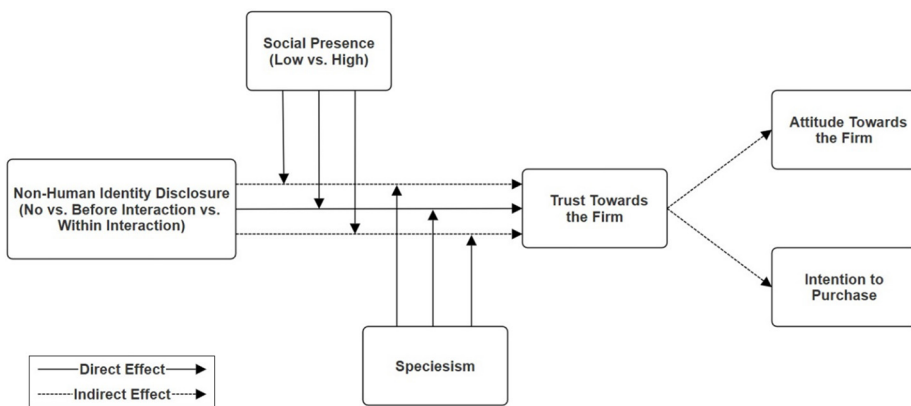 Social Presence
(Low vs. High)
Attitude Towards
the Firm
Non-Human Identity Disclosure
(No vs. Before Interaction vs.
Within Interaction)
Trust Towards
the Firm
Intention to
Purchase
Speciesism
Direct Effect
Indirect Effect